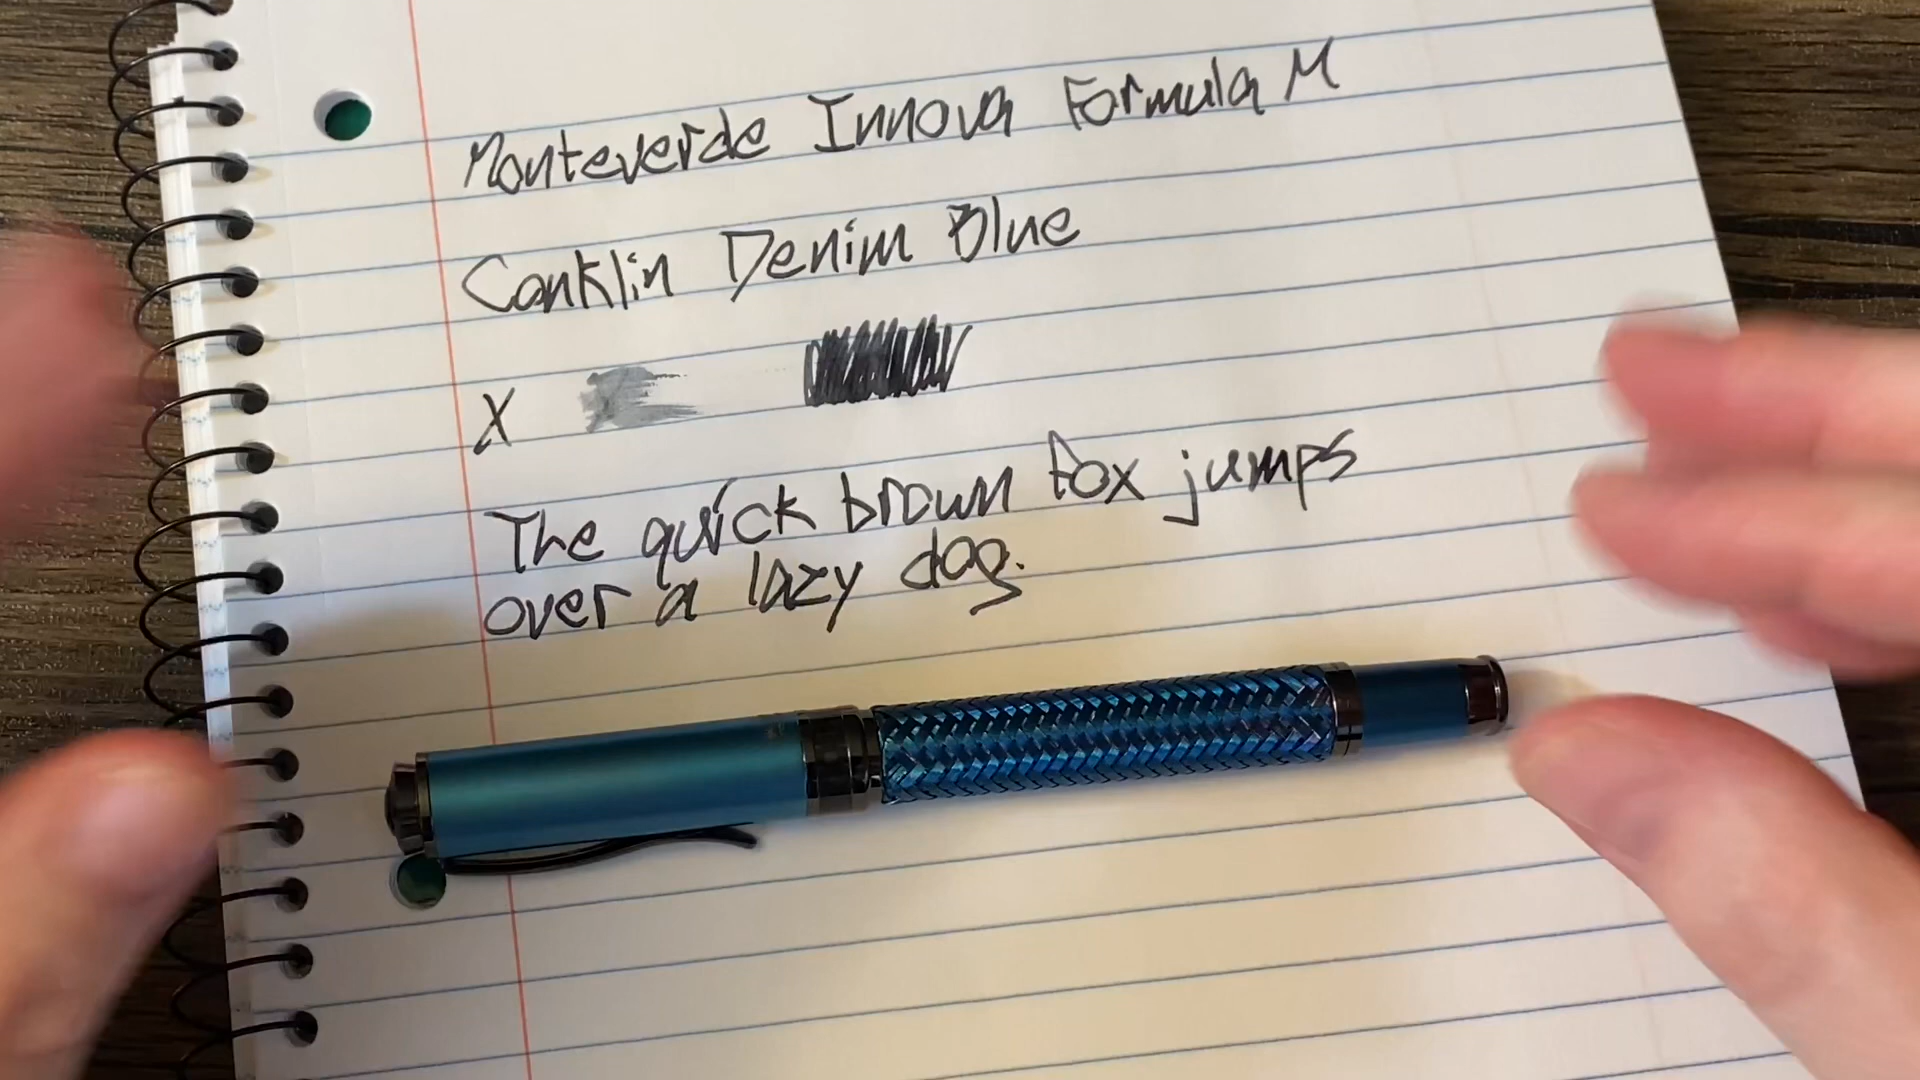 Monteverde Innova Formula M
Conklin Denim Blue
X
The quick brown fox jumps
over a lazy dog.